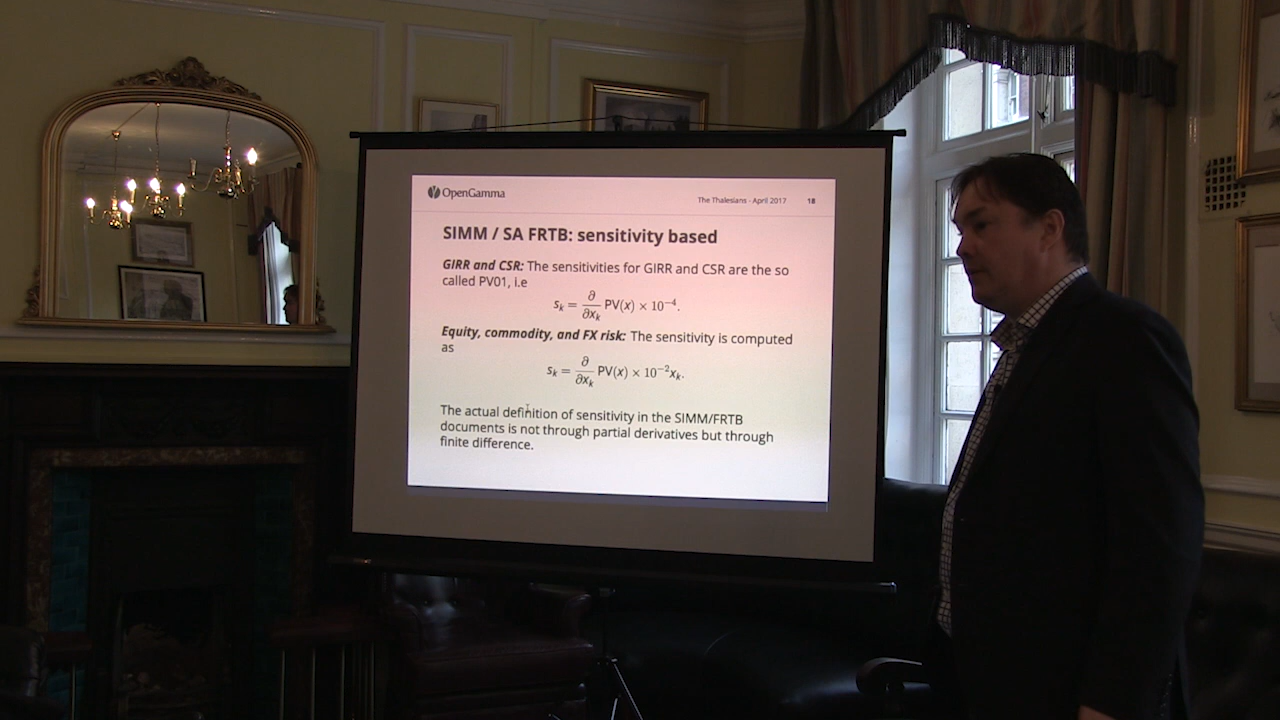 OpenGamma
The Thalesians - April 2017 18
SIMM / SA FRTB: sensitivity based
GIRR and CSR: The sensitivities for GIRR and CSR are the so
called PV01, i.e
s_k = ∂/∂x_k PV(x) × 10^−4.
Equity, commodity, and FX risk: The sensitivity is computed
as
s_k = ∂/∂x_k PV(x) × 10^−2 x_k.
The actual definition of sensitivity in the SIMM/FRTB
documents is not through partial derivatives but through
finite difference.